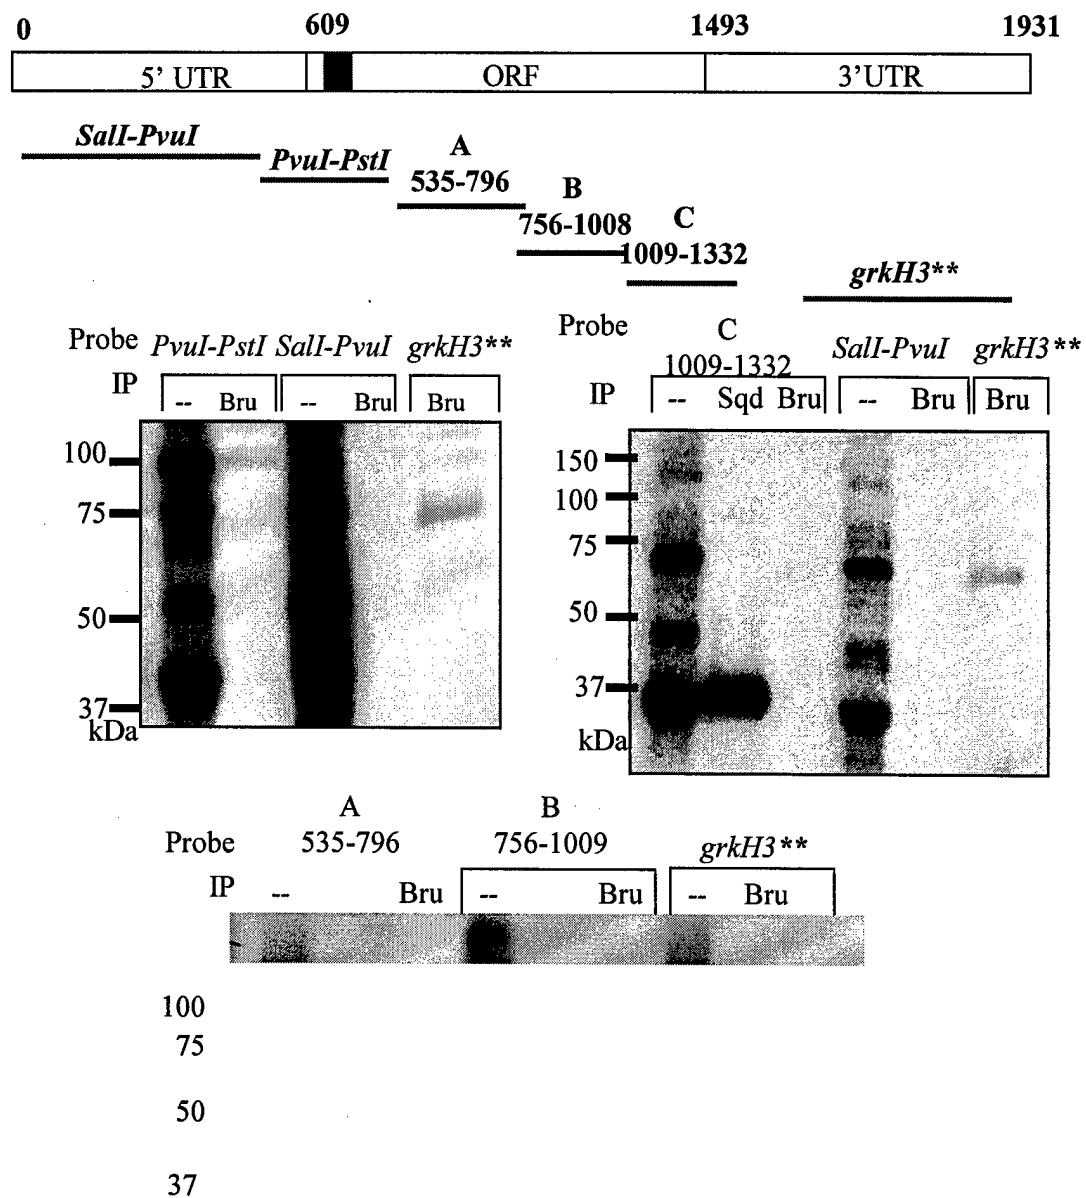 0 609 1493 1931
5' UTR ORF 3'UTR
SalI-PvuI
PvuI-PstI
A
535-796
B
756-1008
C
1009-1332
grkH3**
Probe PvuI-PstI SalI-PvuI grkH3**
IP -- Bru -- Bru Bru
100
75
50
37
kDa
Probe C SalI-PvuI grkH3**
1009-1332
IP -- Sqd Bru -- Bru Bru
150
100
75
50
37
kDa
A B
Probe 535-796 756-1009 grkH3**
IP -- Bru -- Bru -- Bru
100
75
50
37